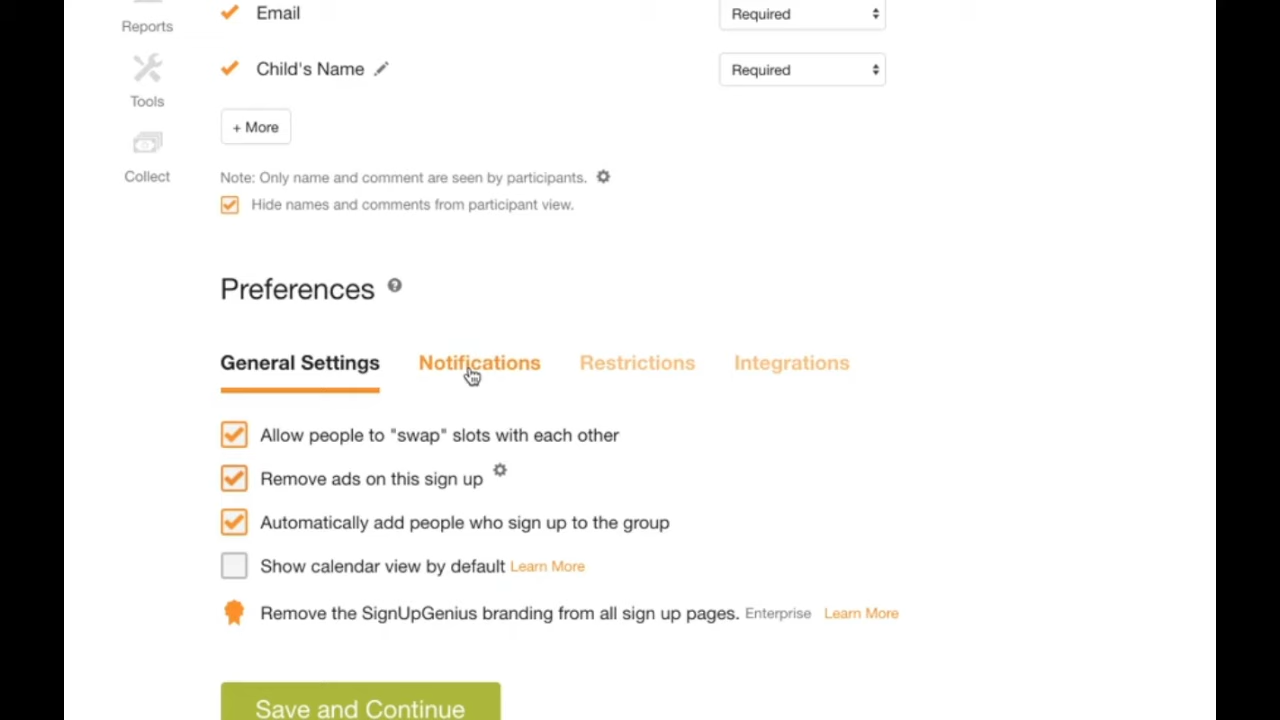 Reports
Email
Required
Child's Name
Required
Tools
+ More
Collect
Note: Only name and comment are seen by participants.
Hide names and comments from participant view.
Preferences
General Settings
Notifications
Restrictions
Integrations
Allow people to "swap" slots with each other
Remove ads on this sign up
Automatically add people who sign up to the group
Show calendar view by default Learn More
Remove the SignUpGenius branding from all sign up pages. Enterprise Learn More
Save and Continue